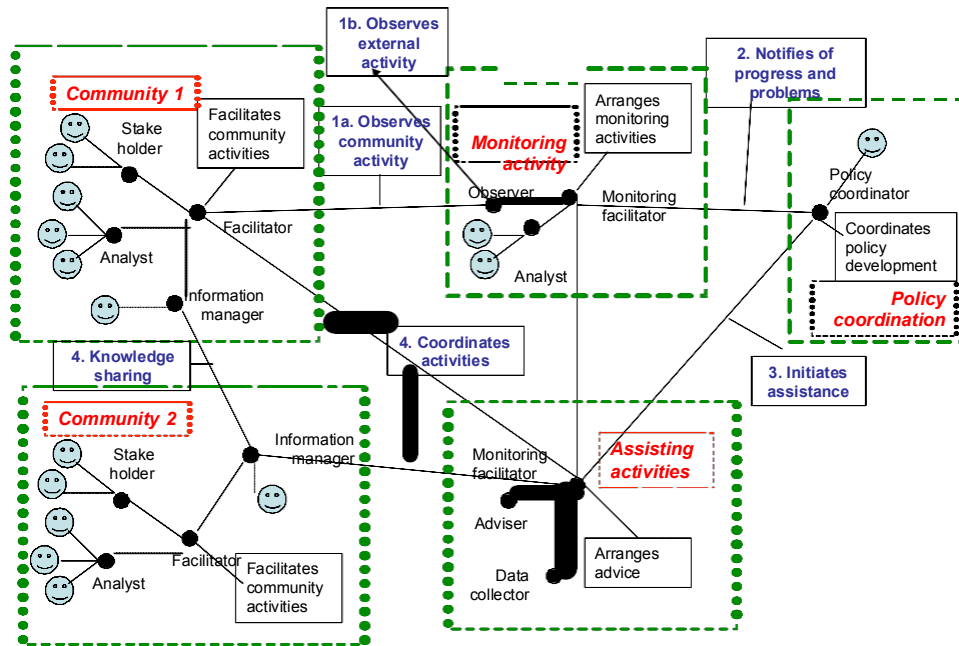 1b. Observes
external
activity
2. Notifies of
progress and
problems
Community 1
Stake
holder
Facilitates
community
activities
1a. Observes
community
activity
Monitoring
activity
Arranges
monitoring
activities
Observer
Monitoring
facilitator
Policy
coordinator
Facilitator
Analyst
Analyst
Coordinates
policy
development
Information
manager
Policy
coordination
4. Knowledge
sharing
4. Coordinates
activities
3. Initiates
assistance
Community 2
Stake
holder
Information
manager
Monitoring
facilitator
Assisting
activities
Adviser
Facilitator
Analyst
Facilitates
community
activities
Data
collector
Arranges
advice